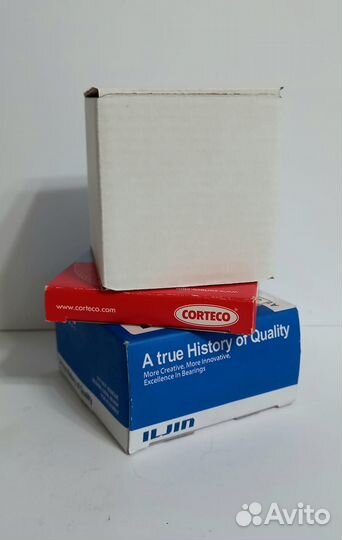 www.corteco.com
CORTECO
A true History of Quality
More Creative, More Innovative,
Excellence in Bearings
ILJIN
Avito